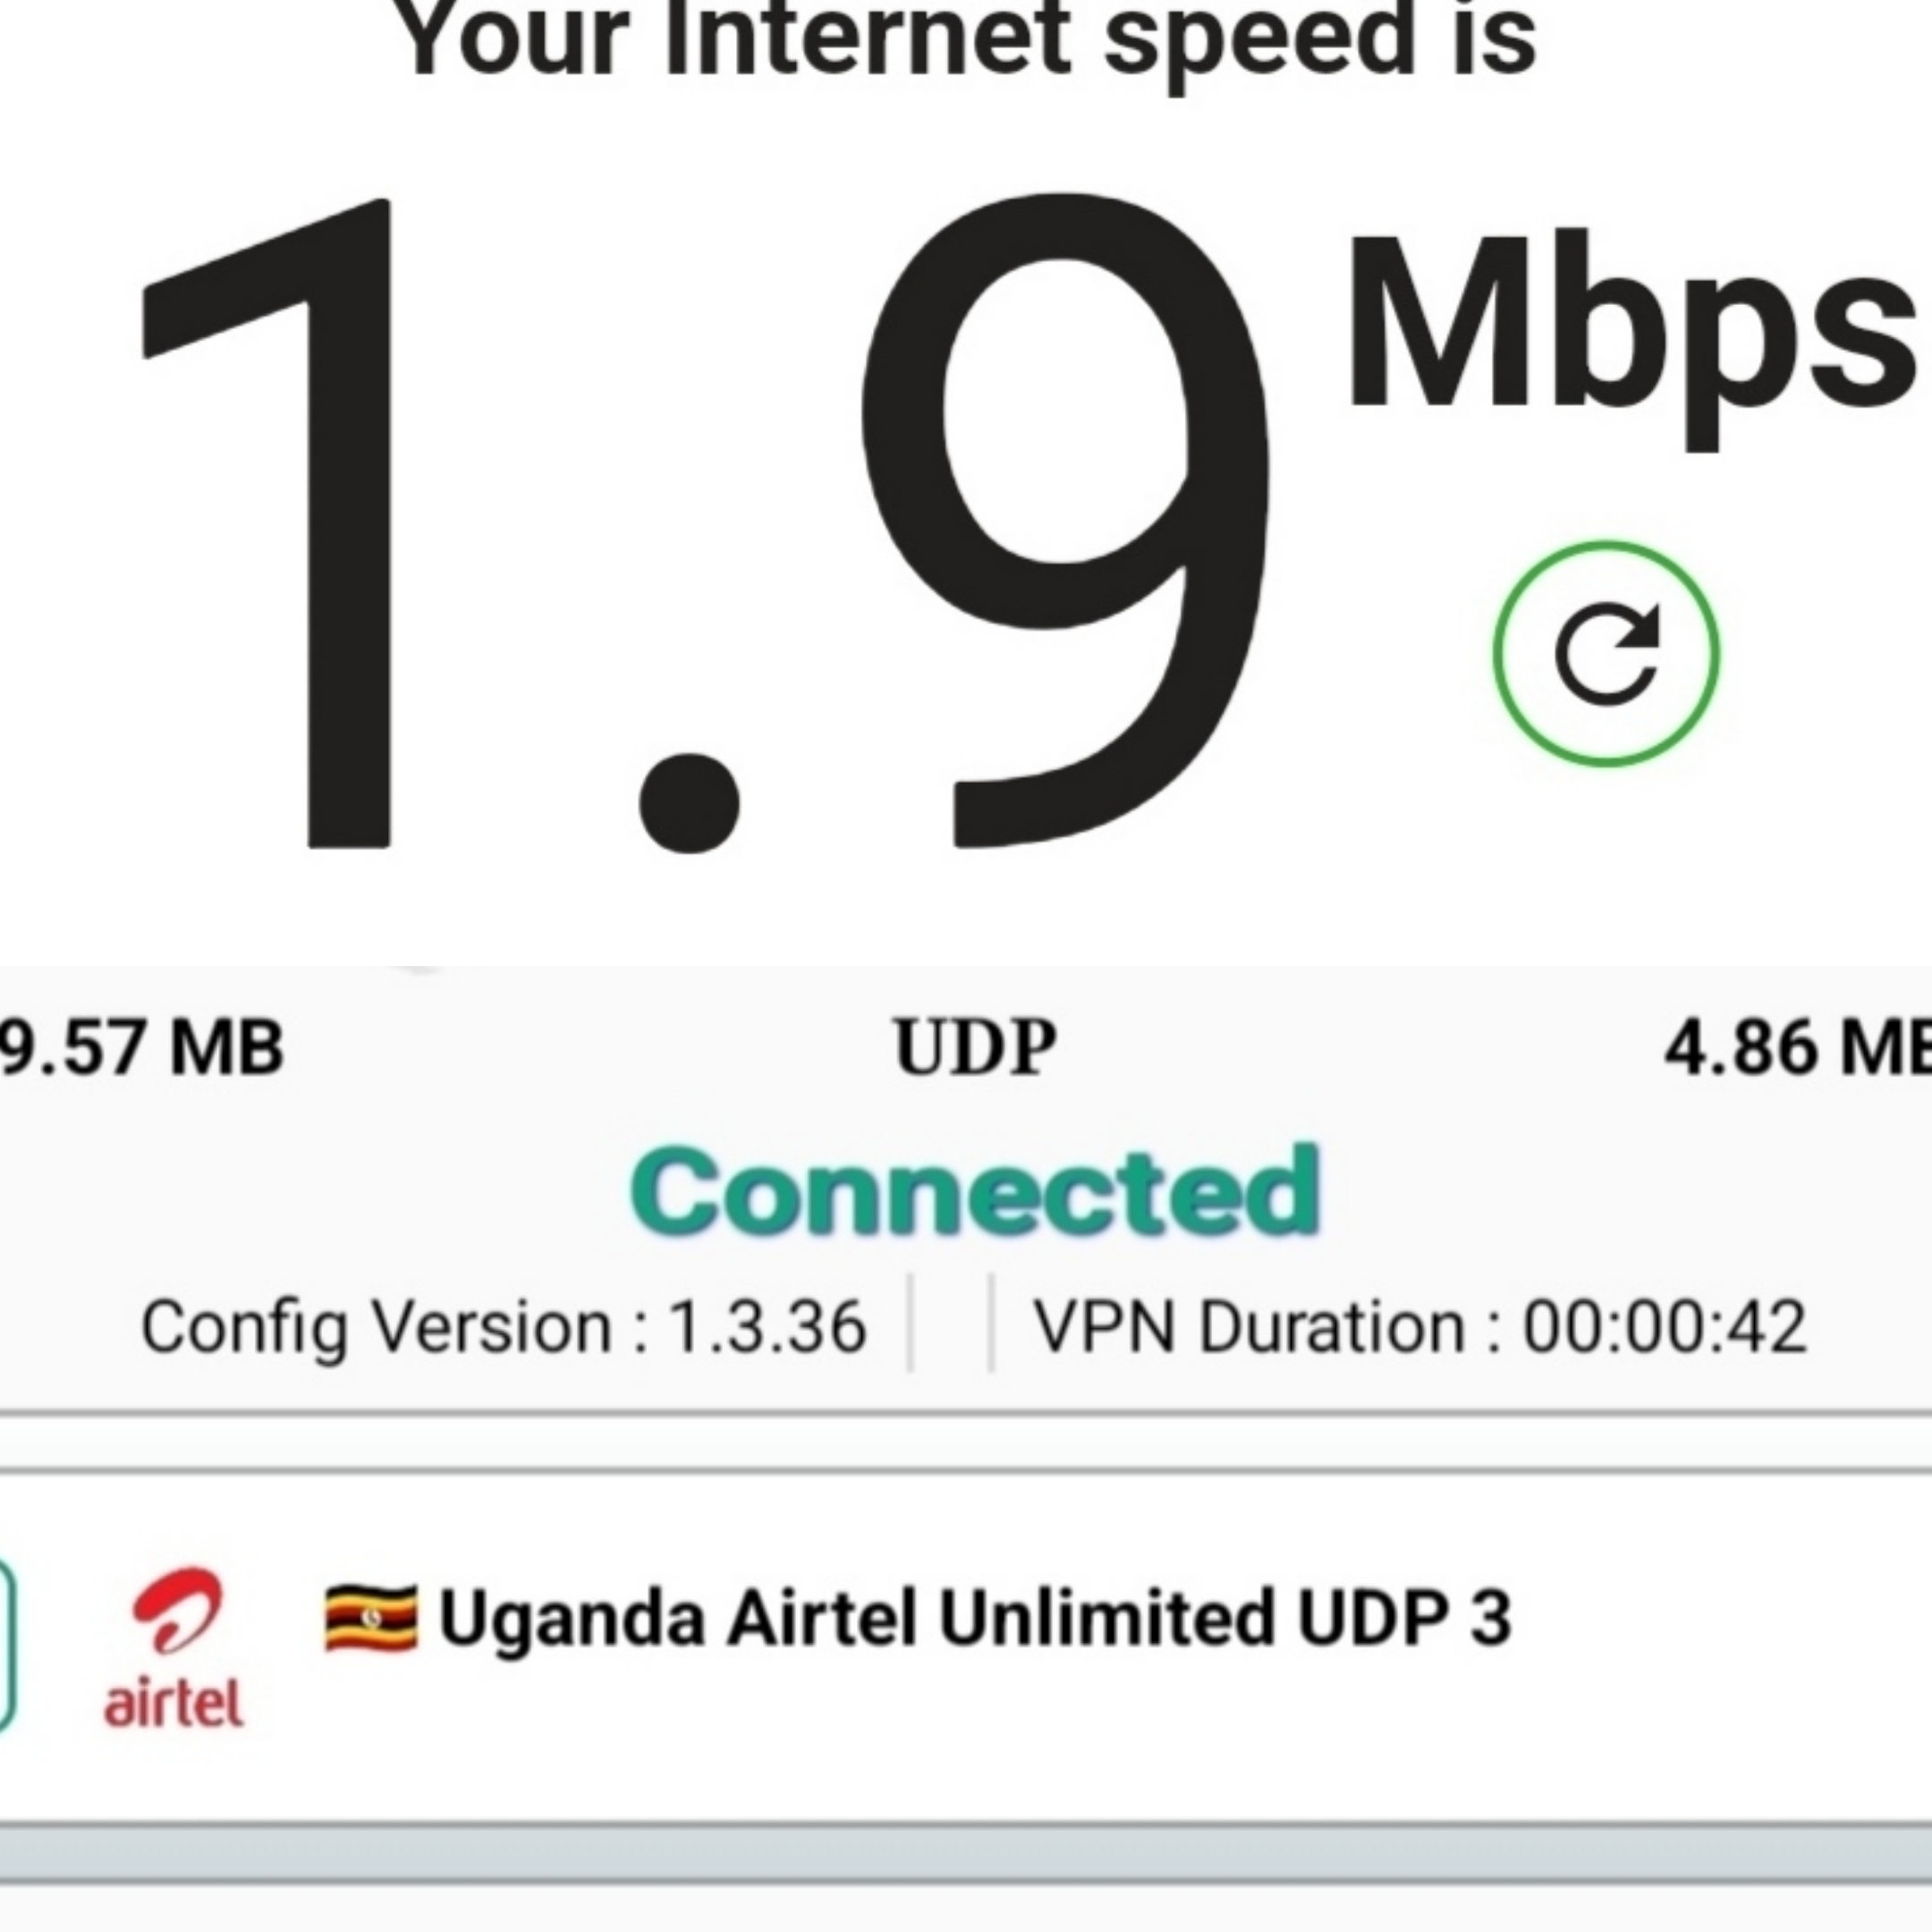 Your Internet speed is
1.9 Mbps
9.57 MB UDP 4.86 MB
Connected
Config Version : 1.3.36 VPN Duration : 00:00:42
airtel
Uganda Airtel Unlimited UDP 3